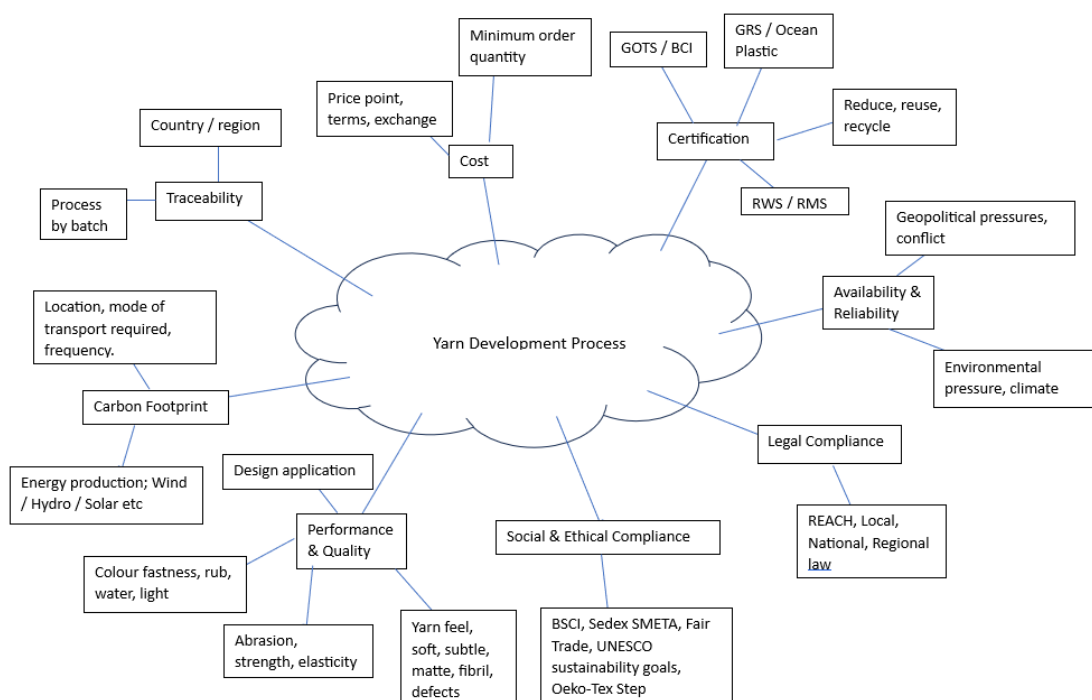 Minimum order
quantity
GOTS / BCI
GRS / Ocean
Plastic
Price point,
terms, exchange
Reduce, reuse,
recycle
Country / region
Cost
Certification
Process
by batch
Traceability
RWS / RMS
Geopolitical pressures,
conflict
Location, mode of
transport required,
frequency.
Availability &
Reliability
Yarn Development Process
Environmental
pressure, climate
Carbon Footprint
Legal Compliance
Energy production; Wind
/ Hydro / Solar etc
Design application
Performance
& Quality
Social & Ethical Compliance
REACH, Local,
National, Regional
law
Colour fastness, rub,
water, light
Abrasion,
strength, elasticity
Yarn feel,
soft, subtle,
matte, fibril,
defects
BSCI, Sedex SMETA, Fair
Trade, UNESCO
sustainability goals,
Oeko-Tex Step